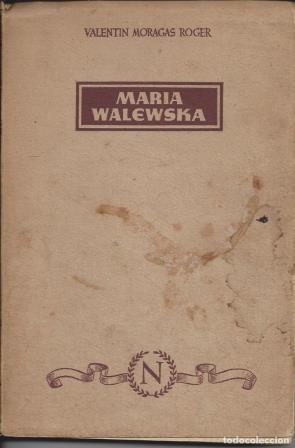 VALENTIN MORAGAS ROGER
MARIA
WALEWSKA
N
todocoleccion